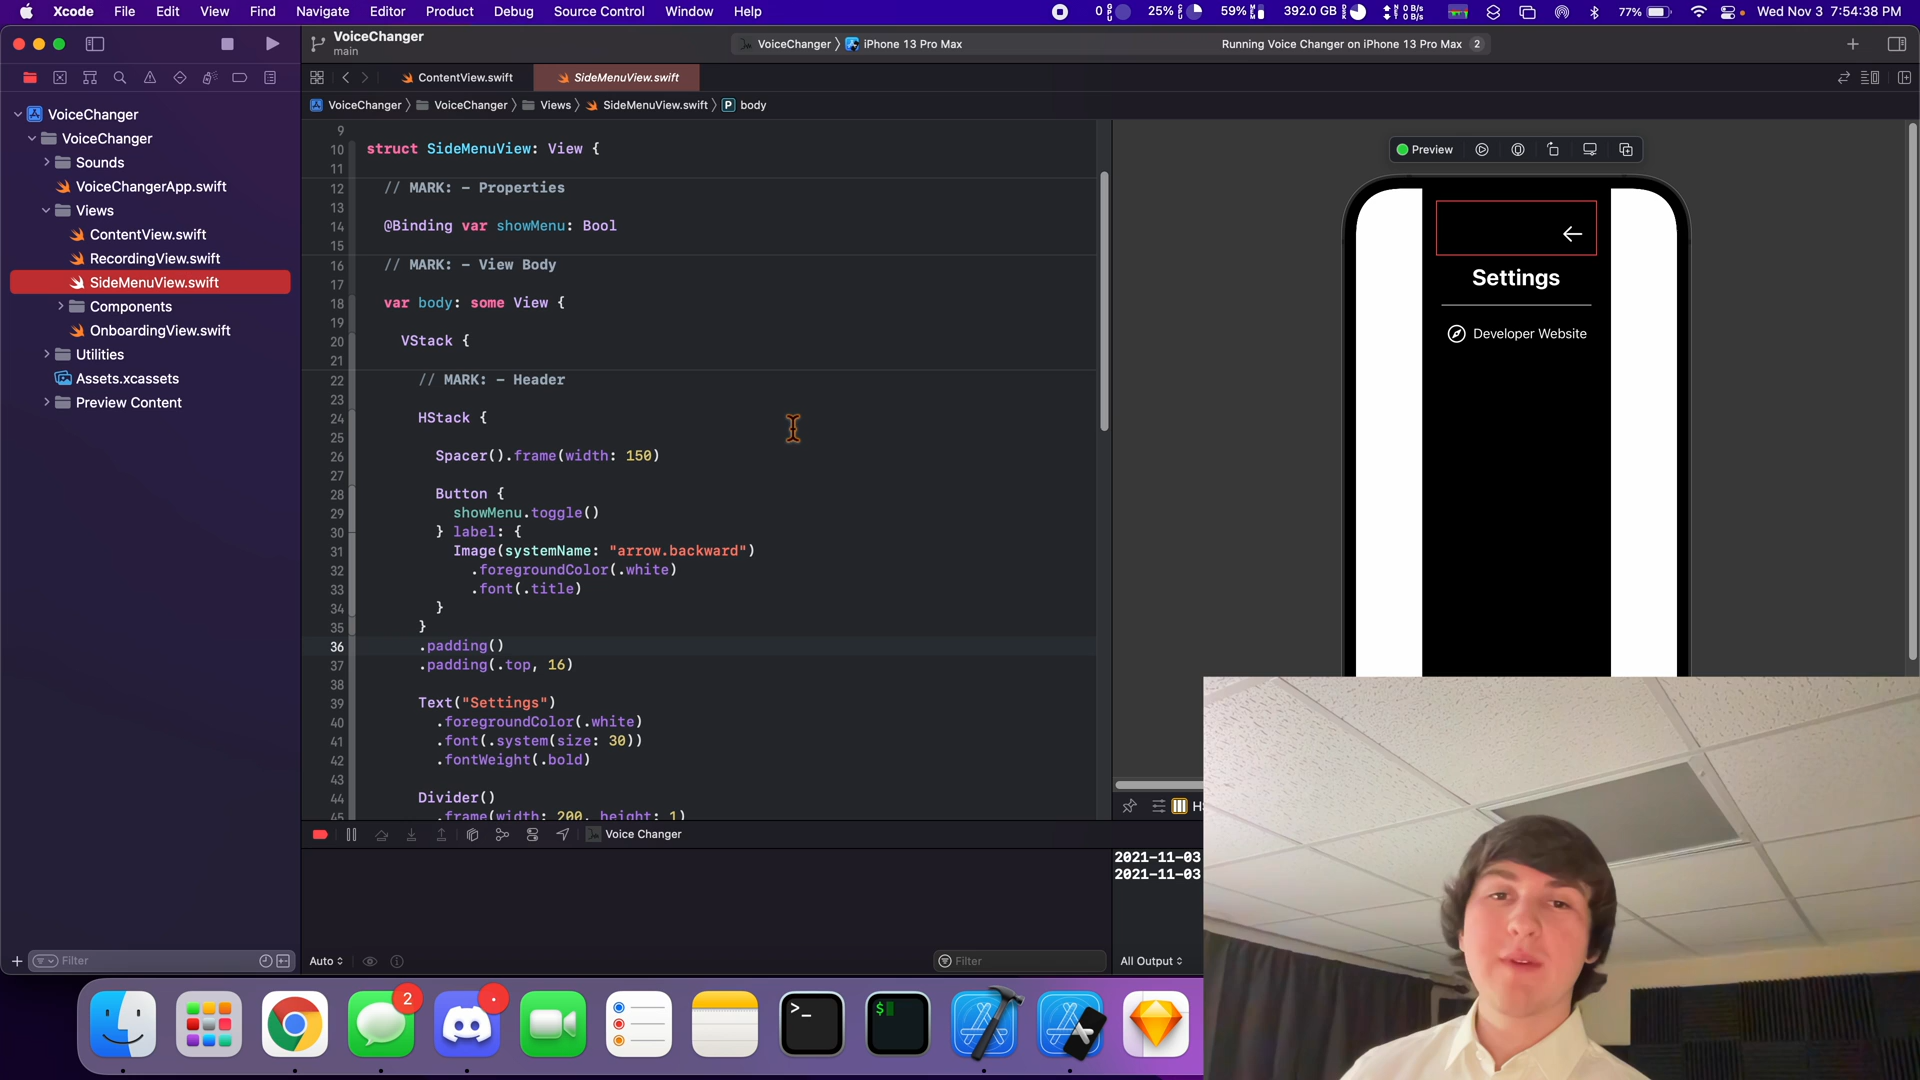 Xcode File Edit View Find Navigate Editor Product Debug Source Control Window Help
0 25% 59% 392.0 GB 77% Wed Nov 3 7:54:38 PM
VoiceChanger
main
VoiceChanger iPhone 13 Pro Max
Running Voice Changer on iPhone 13 Pro Max 2
ContentView.swift SideMenuView.swift
VoiceChanger VoiceChanger Views SideMenuView.swift P body
VoiceChanger
VoiceChanger
Sounds
VoiceChangerApp.swift
Views
ContentView.swift
RecordingView.swift
SideMenuView.swift
Components
OnboardingView.swift
Utilities
Assets.xcassets
Preview Content
Filter
9
10 struct SideMenuView: View {
11
12 // MARK: - Properties
13
14 @Binding var showMenu: Bool
15
16 // MARK: - View Body
17
18 var body: some View {
19
20 VStack {
21
22 // MARK: - Header
23
24 HStack {
25
26 Spacer().frame(width: 150)
27
28 Button {
29 showMenu.toggle()
30 } label: {
31 Image(systemName: "arrow.backward")
32 .foregroundColor(.white)
33 .font(.title)
34 }
35 }
36 .padding()
37 .padding(.top, 16)
38
39 Text("Settings")
40 .foregroundColor(.white)
41 .font(.system(size: 30))
42 .fontWeight(.bold)
43
44 Divider()
45 .frame(width: 200, height: 1)
Preview
Settings
Developer Website
Voice Changer
2021-11-03
2021-11-03
Auto
Filter
All Output
2
>_
$